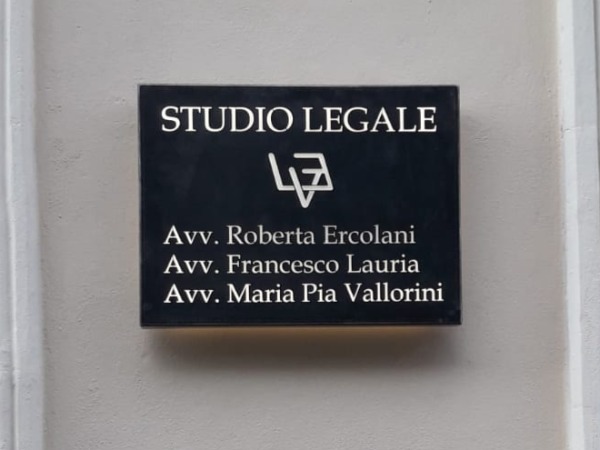 STUDIO LEGALE
Avv. Roberta Ercolani
Avv. Francesco Lauria
Avv. Maria Pia Vallorini